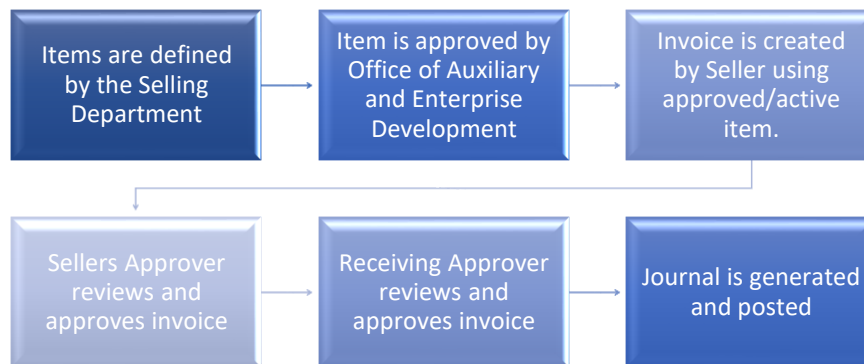 Items are defined
by the Selling
Department
Item is approved by
Office of Auxiliary
and Enterprise
Development
Invoice is created
by Seller using
approved/active
item.
Sellers Approver
reviews and
approves invoice
Receiving Approver
reviews and
approves invoice
Journal is generated
and posted